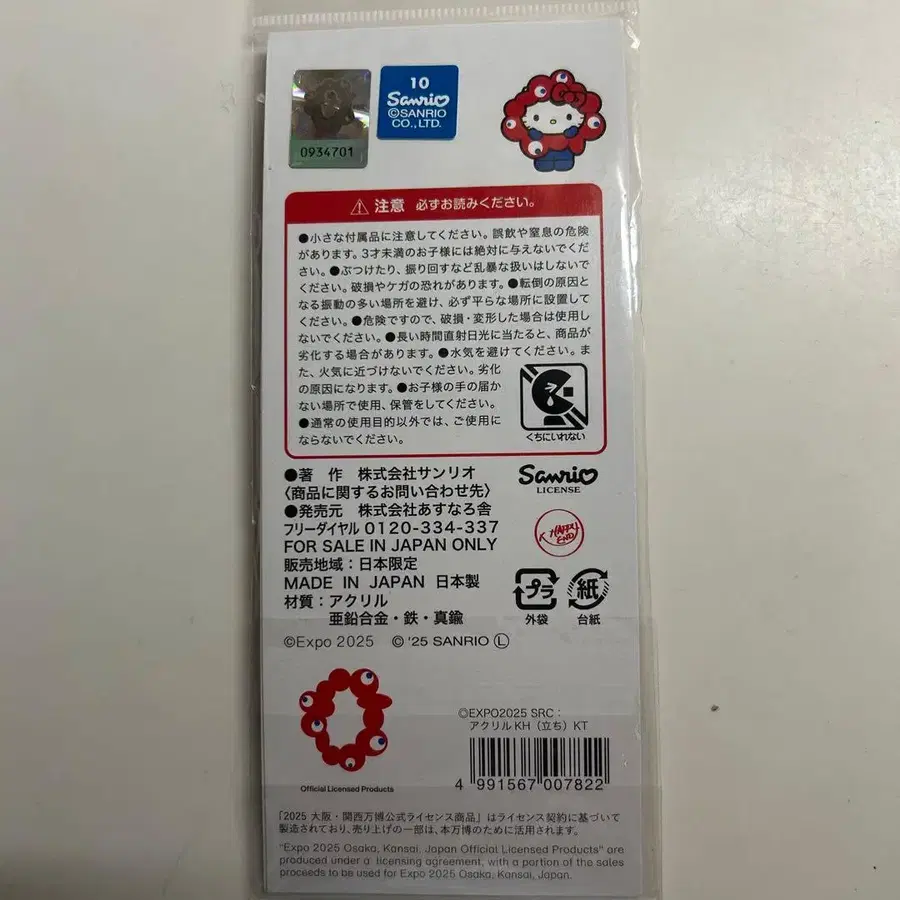 0934701
10
Sanrio
©SANRIO
CO., LTD.
⚠ 注意 必ずお読みください。
●小さな付属品に注意してください。誤飲や窒息の危険
があります。3才未満のお子様には絶対に与えないでくだ
さい。●ぶつけたり、振り回すなど乱暴な扱いはしないで
ください。破損やケガの恐れがあります。●転倒の原因と
なる振動の多い場所を避け、必ず平らな場所に設置して
ください。●危険ですので、破損・変形した場合は使用し
ないでください。●長い時間直射日光に当たると、商品が
劣化する場合があります。●水気を避けてください。ま
た、火気に近づけないでください。劣化
の原因になります。●お子様の手の届か
ない場所で使用、保管をしてください。
●通常の使用目的以外では、ご使用に
ならないでください。
くちにいれない
●著 作 株式会社サンリオ
〈商品に関するお問い合わせ先〉
●発売元 株式会社あすなろ舎
フリーダイヤル 0120-334-337
FOR SALE IN JAPAN ONLY
販売地域：日本限定
MADE IN JAPAN 日本製
材質：アクリル
亜鉛合金・鉄・真鍮
Sanrio
LICENSE
HAPPY
END
プラ
外袋
紙
台紙
©Expo 2025 © '25 SANRIO Ⓛ
Official Licensed Products
©EXPO2025 SRC：
アクリルKH（立ち）KT
4 991567 007822
「2025 大阪・関西万博公式ライセンス商品」はライセンス契約に基づいて
製造されており、売り上げの一部は、本万博のために活用されます。
"Expo 2025 Osaka, Kansai, Japan Official Licensed Products" are
produced under a licensing agreement, with a portion of the sales
proceeds to be used for Expo 2025 Osaka, Kansai, Japan.